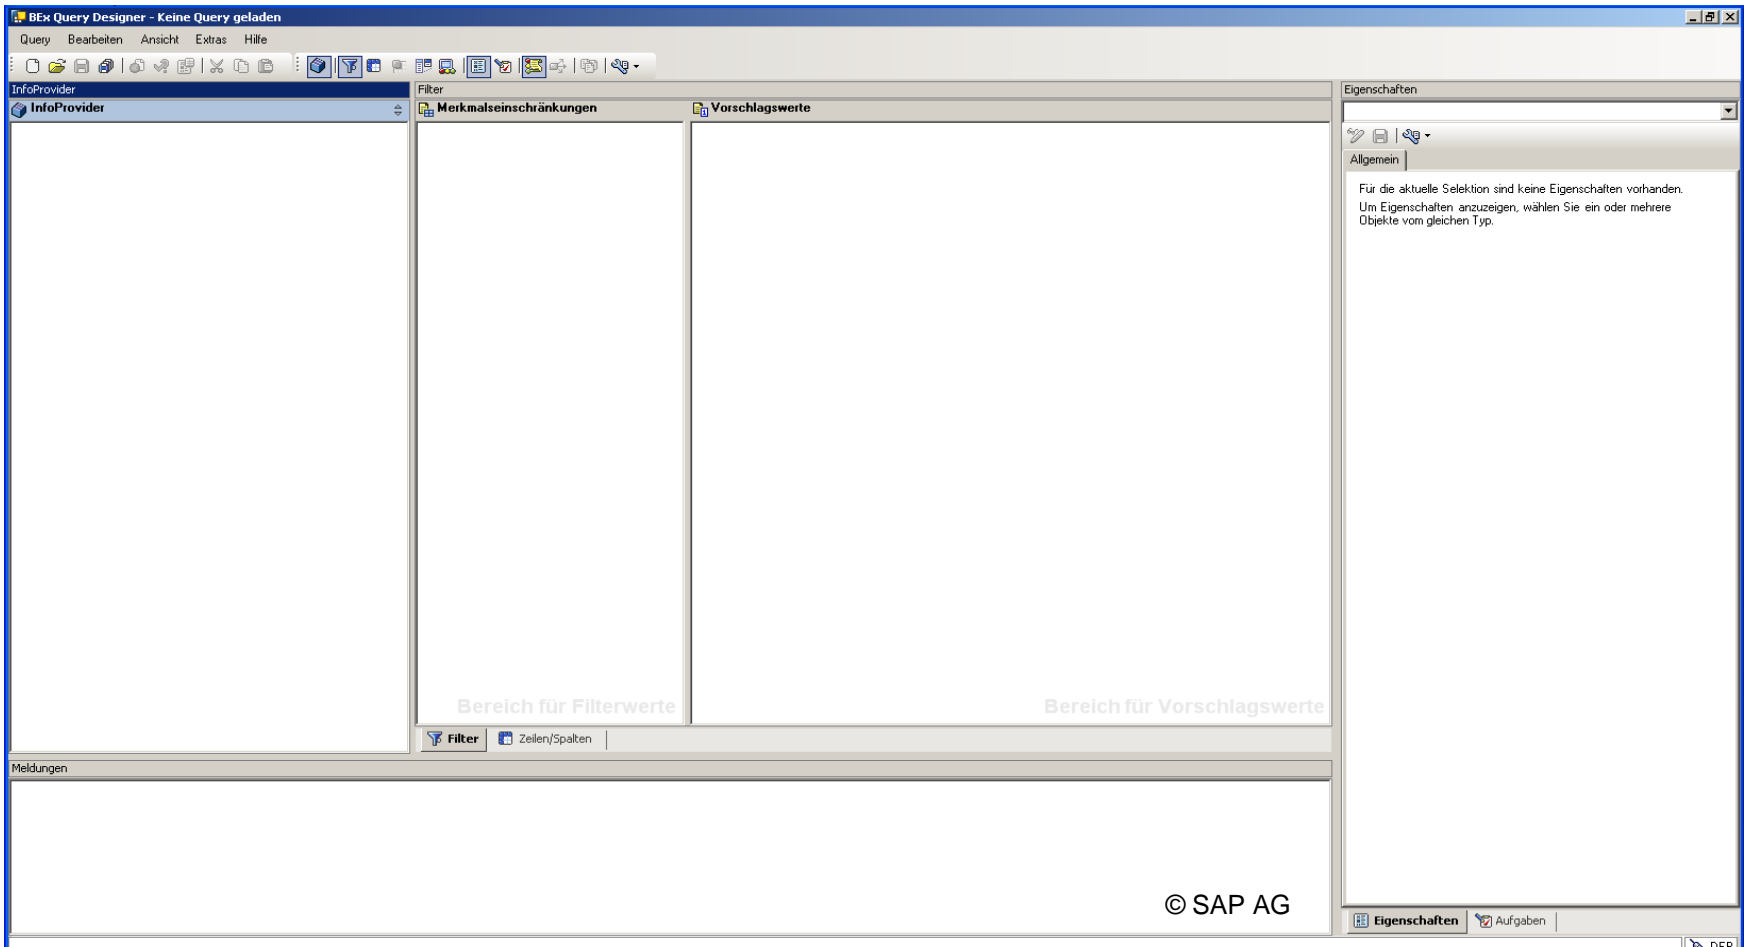 BEx Query Designer - Keine Query geladen
Query Bearbeiten Ansicht Extras Hilfe
InfoProvider
InfoProvider
Filter
Merkmalseinschränkungen
Vorschlagswerte
Bereich für Filterwerte
Bereich für Vorschlagswerte
Filter Zeilen/Spalten
Meldungen
© SAP AG
Eigenschaften
Allgemein
Für die aktuelle Selektion sind keine Eigenschaften vorhanden.
Um Eigenschaften anzuzeigen, wählen Sie ein oder mehrere
Objekte vom gleichen Typ.
Eigenschaften Aufgaben